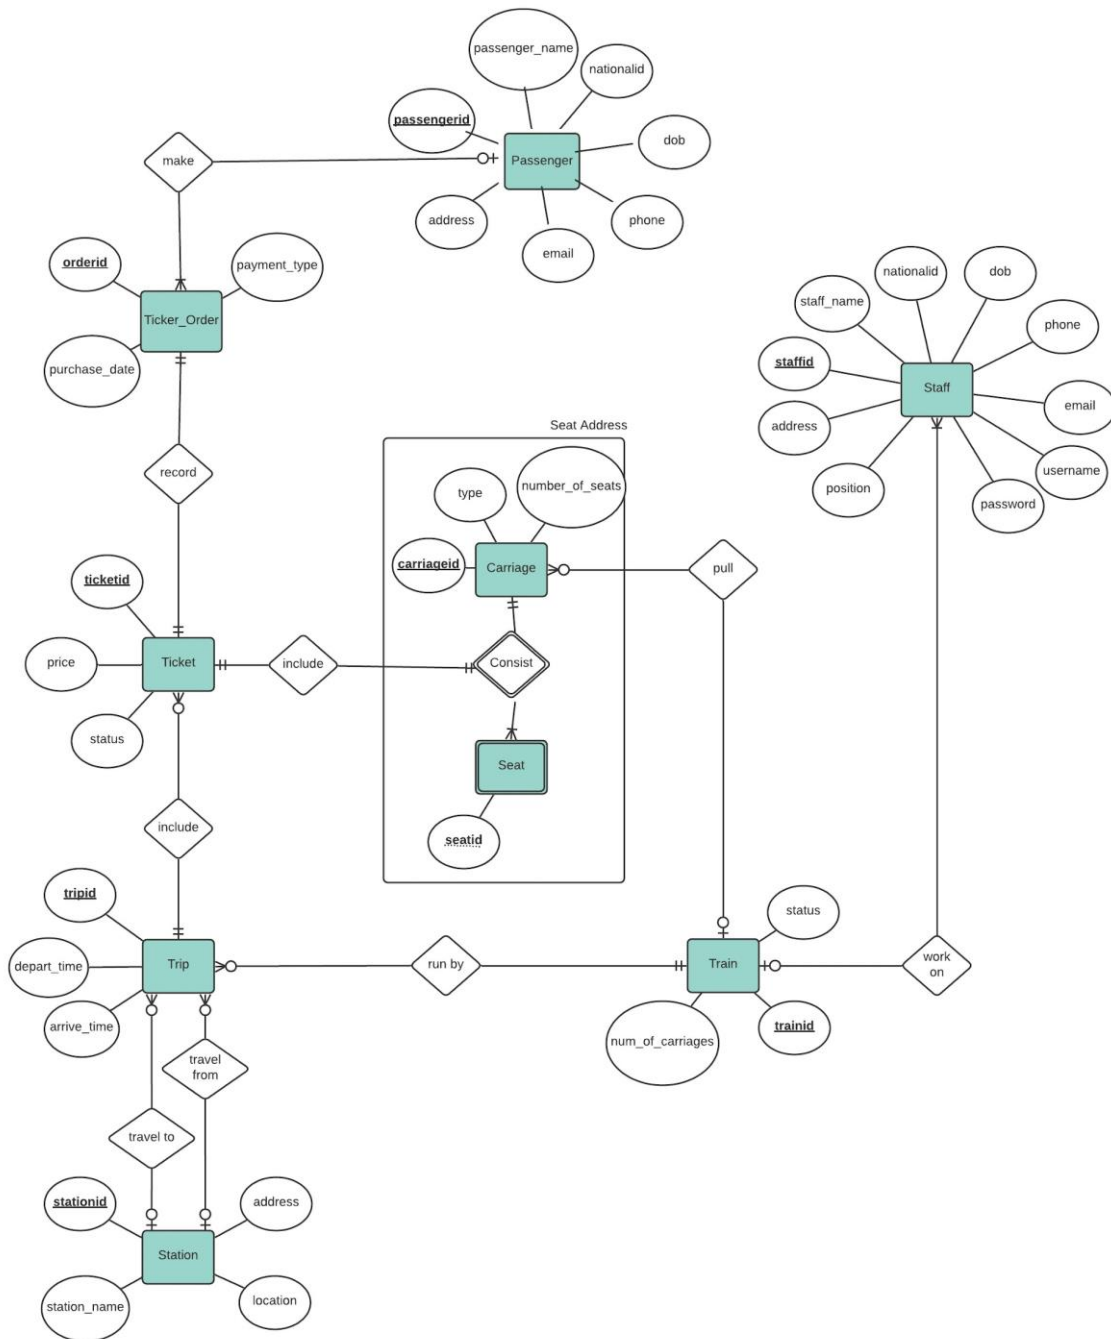 passenger_name
nationalid
passengerid
dob
Passenger
make
address
phone
email
orderid
payment_type
Ticker_Order
purchase_date
nationalid
dob
staff_name
phone
staffid
Staff
email
address
username
position
password
record
Seat Address
type
number_of_seats
carriageid
Carriage
pull
ticketid
price
Ticket
include
Consist
status
Seat
seatid
include
tripid
status
depart_time
Trip
run by
Train
work
on
arrive_time
num_of_carriages
trainid
travel
from
travel to
stationid
address
Station
station_name
location